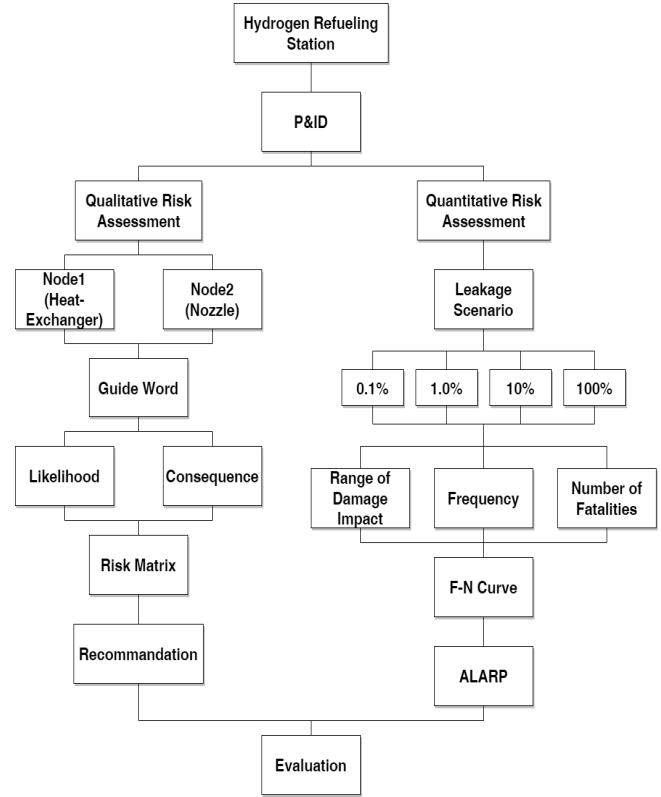 Hydrogen Refueling
Station
P&ID
Qualitative Risk
Assessment
Quantitative Risk
Assessment
Node1
(Heat-
Exchanger)
Node2
(Nozzle)
Leakage
Scenario
0.1%
1.0%
10%
100%
Guide Word
Likelihood
Consequence
Range of
Damage
Impact
Frequency
Number of
Fatalities
Risk Matrix
F-N Curve
Recommandation
ALARP
Evaluation